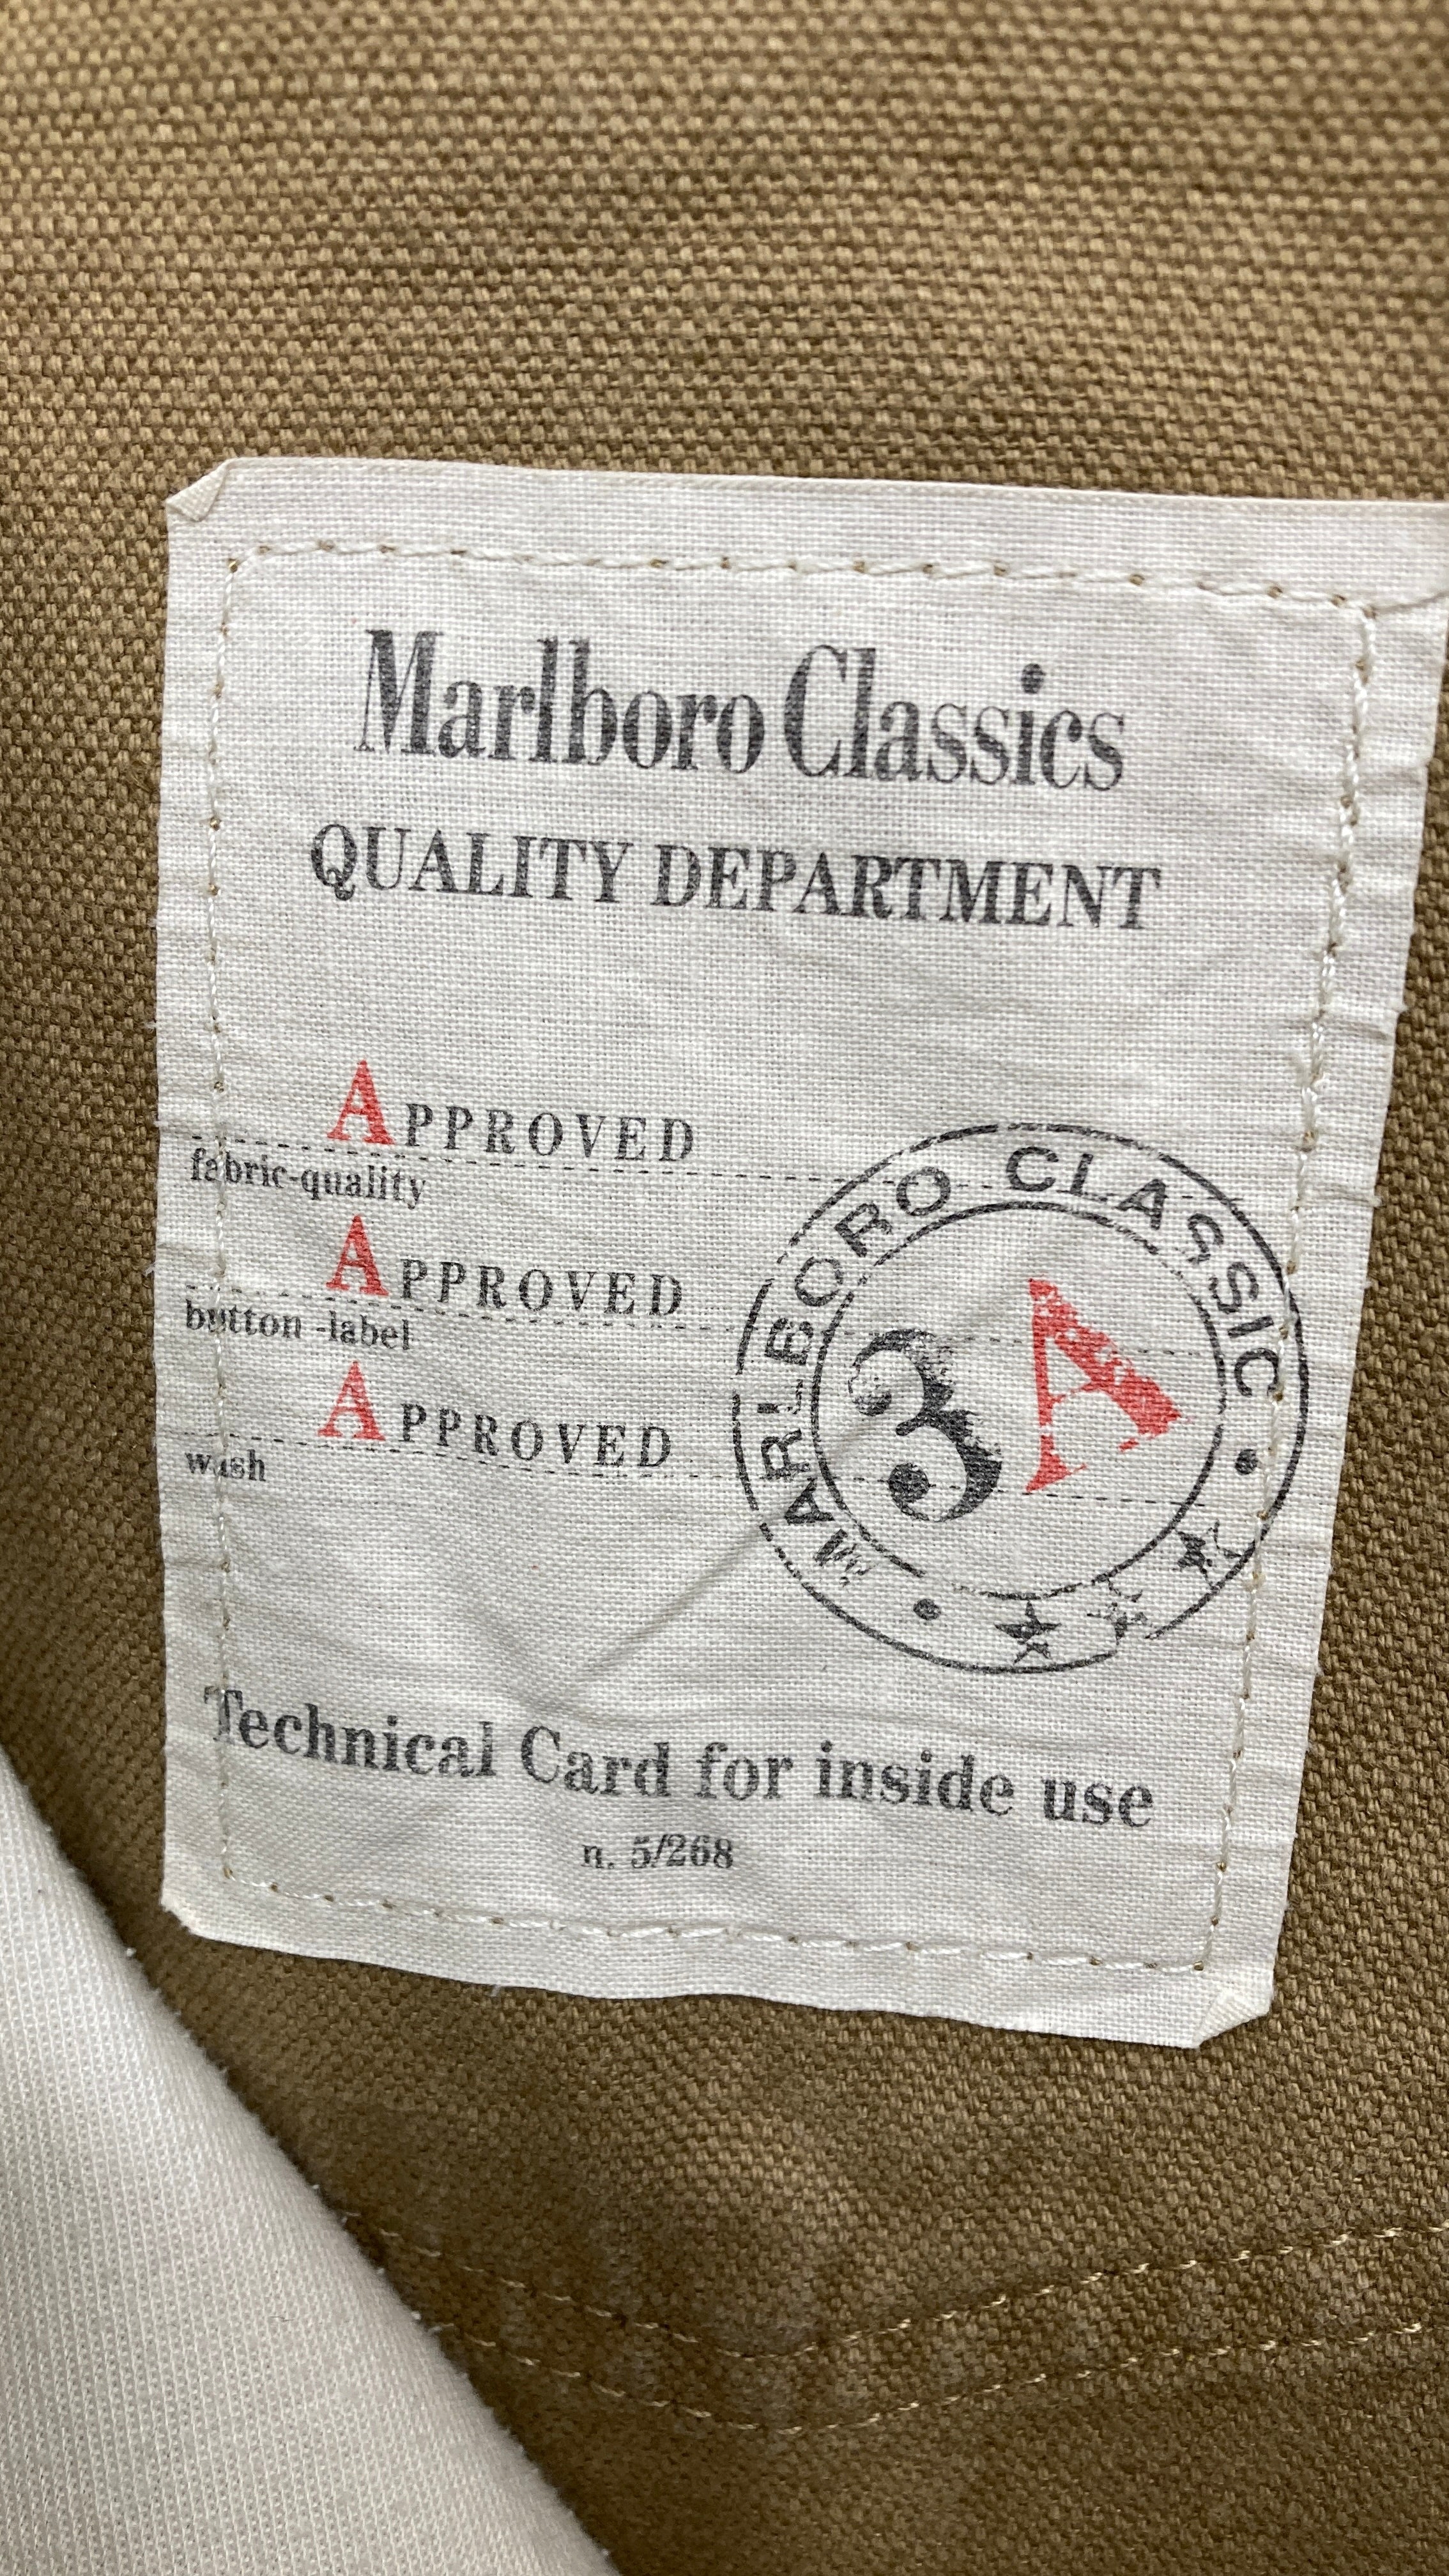 Marlboro Classics
QUALITY DEPARTMENT
APPROVED
fabric-quality
APPROVED
button-label
APPROVED
wash
MARLBORO CLASSIC
3A
Technical Card for inside use
n. 5/268